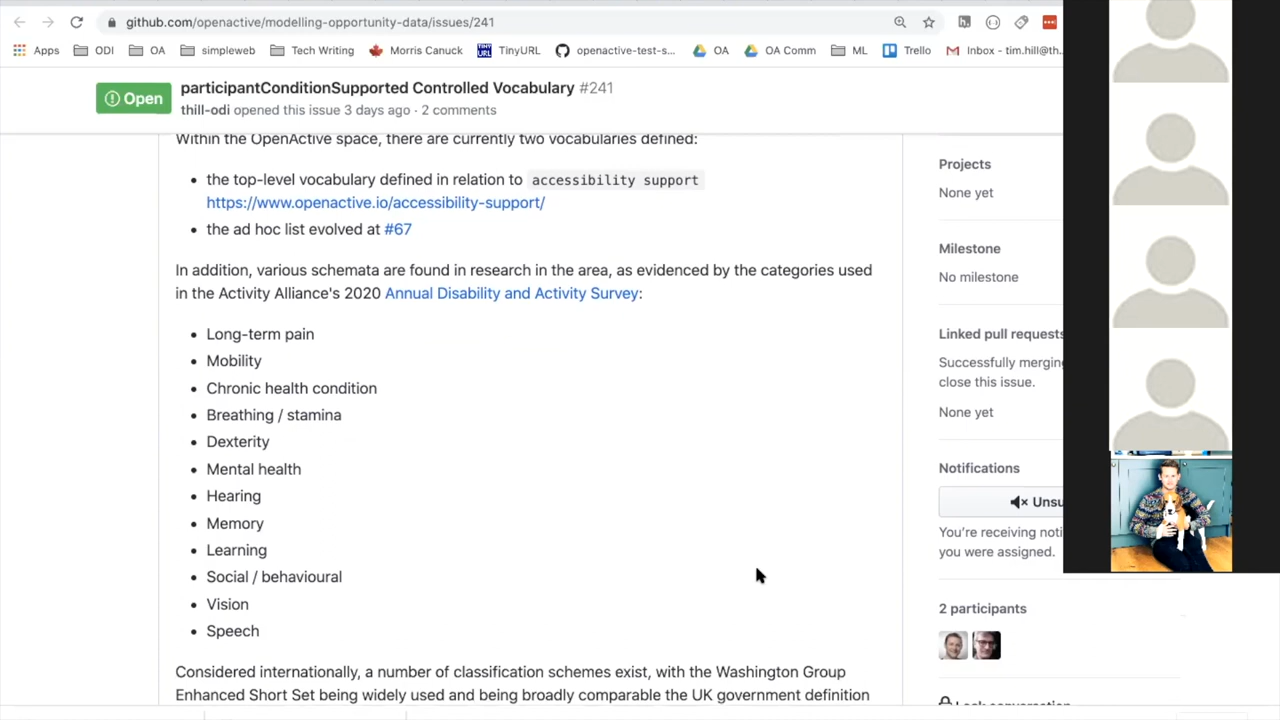 github.com/openactive/modelling-opportunity-data/issues/241
Apps ODI OA simpleweb Tech Writing Morris Canuck TINY URL TinyURL openactive-test-s... OA OA Comm ML Trello Inbox - tim.hill@th...
Open
participantConditionSupported Controlled Vocabulary #241
thill-odi opened this issue 3 days ago · 2 comments
Within the OpenActive space, there are currently two vocabularies defined:
• the top-level vocabulary defined in relation to accessibility support
https://www.openactive.io/accessibility-support/
• the ad hoc list evolved at #67
In addition, various schemata are found in research in the area, as evidenced by the categories used
in the Activity Alliance's 2020 Annual Disability and Activity Survey:
• Long-term pain
• Mobility
• Chronic health condition
• Breathing / stamina
• Dexterity
• Mental health
• Hearing
• Memory
• Learning
• Social / behavioural
• Vision
• Speech
Considered internationally, a number of classification schemes exist, with the Washington Group
Enhanced Short Set being widely used and being broadly comparable the UK government definition
Projects
None yet
Milestone
No milestone
Linked pull requests
Successfully merging
close this issue.
None yet
Notifications
Unsu
You're receiving noti
you were assigned.
2 participants
Lock conversation